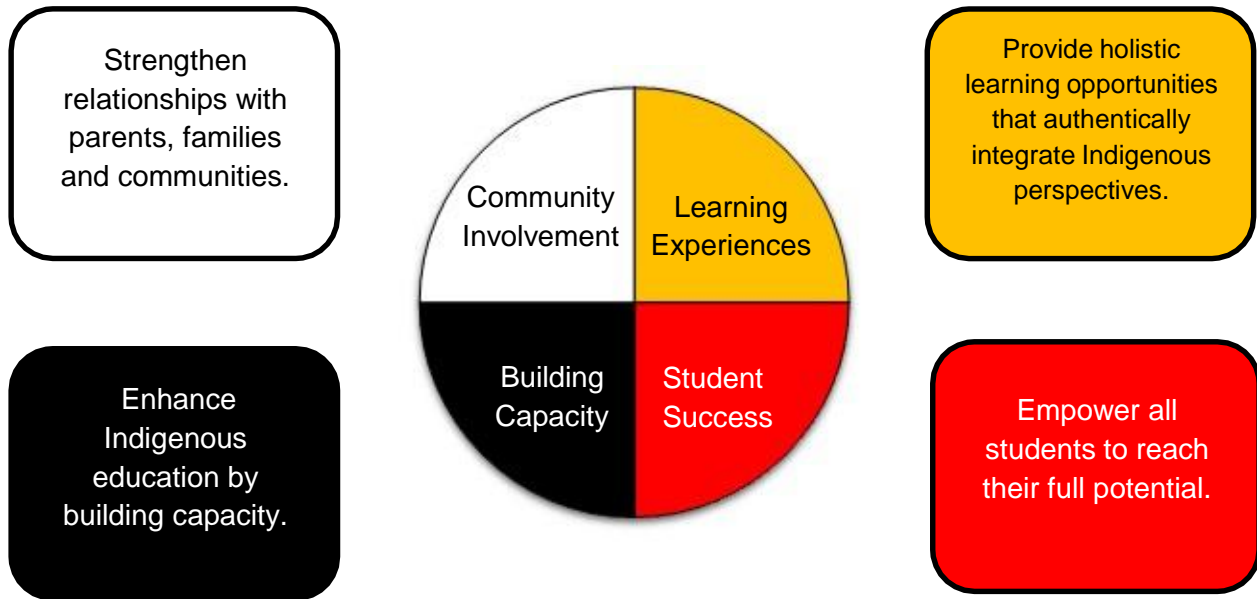 Strengthen
relationships with
parents, families
and communities.
Provide holistic
learning opportunities
that authentically
integrate Indigenous
perspectives.
Community
Involvement
Learning
Experiences
Building
Capacity
Student
Success
Enhance
Indigenous
education by
building capacity.
Empower all
students to reach
their full potential.